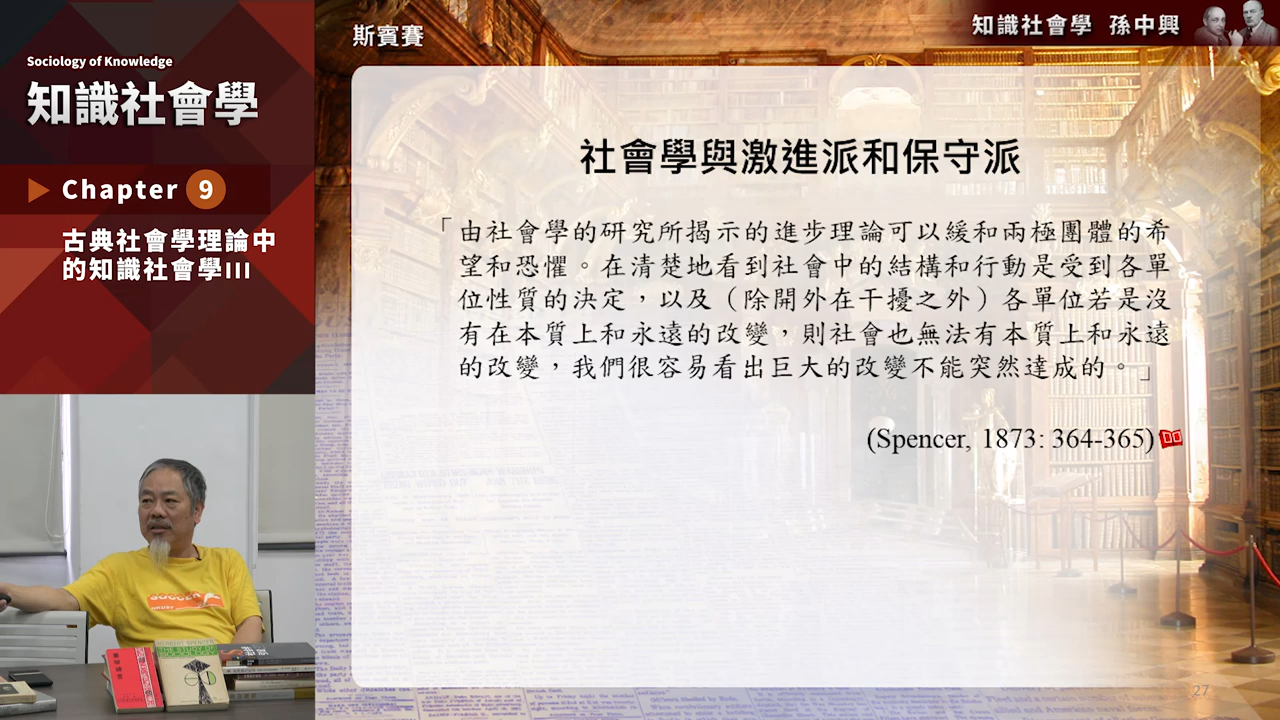 Sociology of Knowledge
知識社會學
Chapter 9
古典社會學理論中
的知識社會學III
斯賓賽
知識社會學 孫中興
社會學與激進派和保守派
「由社會學的研究所揭示的進步理論可以緩和兩極團體的希
望和恐懼。在清楚地看到社會中的結構和行動是受到各單
位性質的決定，以及（除開外在干擾之外）各單位若是沒
有在本質上和永遠的改變，則社會也無法有本質上和永遠
的改變，我們很容易看出巨大的改變不能突然達成的。」
(Spencer, 1873: 364-365)
27
SOCCER
HERBERT SPENCER
THE STUDY OF